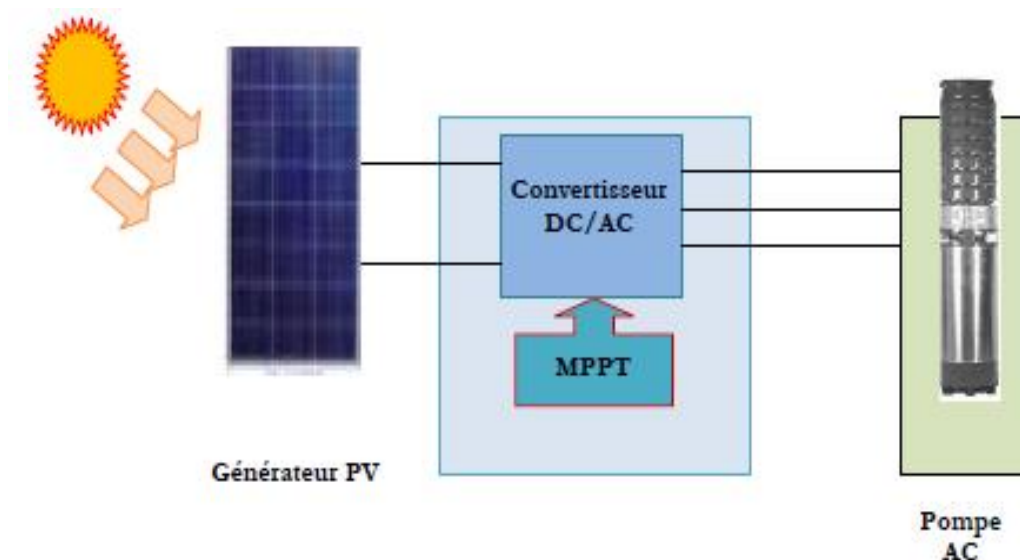 Convertisseur
DC/AC
MPPT
Générateur PV
Pompe
AC